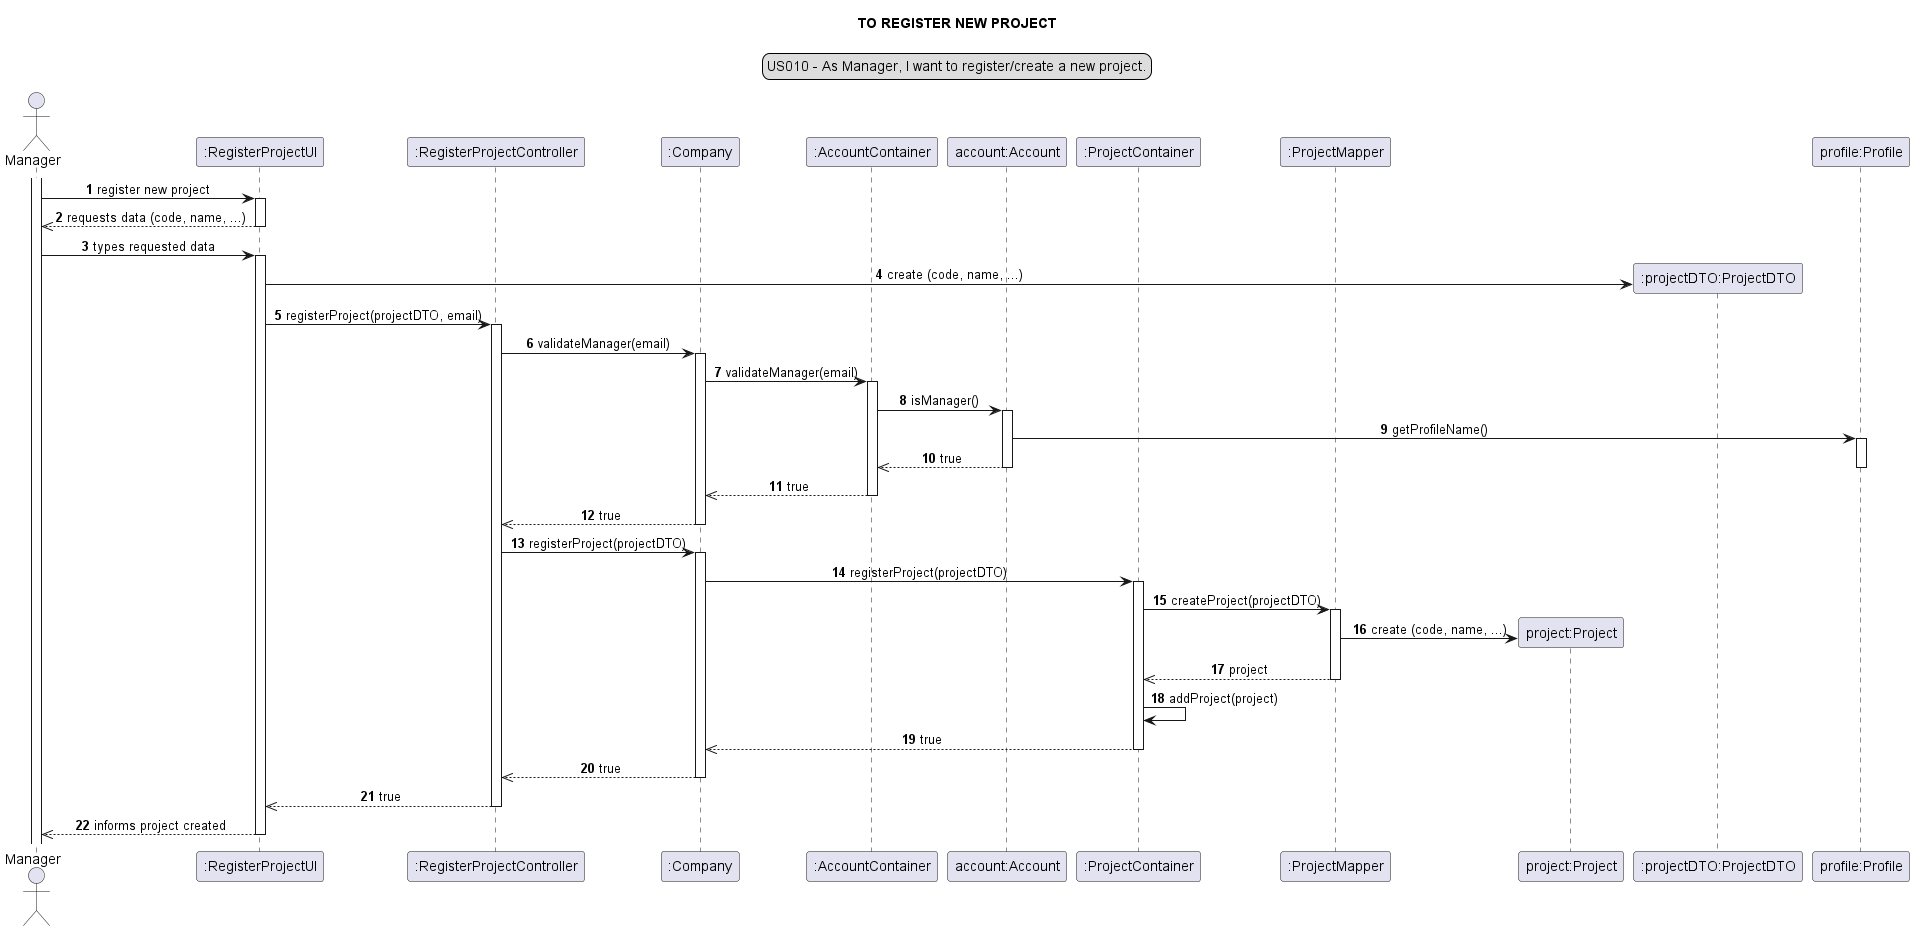 TO REGISTER NEW PROJECT
US010 - As Manager, I want to register/create a new project.
Manager
:RegisterProjectUI
:RegisterProjectController
:Company
:AccountContainer
account:Account
:ProjectContainer
:ProjectMapper
profile:Profile
1 register new project
2 requests data (code, name, ...)
3 types requested data
4 create (code, name, ...)
:projectDTO:ProjectDTO
5 registerProject(projectDTO, email)
6 validateManager(email)
7 validateManager(email)
8 isManager()
9 getProfileName()
10 true
11 true
12 true
13 registerProject(projectDTO)
14 registerProject(projectDTO)
15 createProject(projectDTO)
16 create (code, name, ...)
project:Project
17 project
18 addProject(project)
19 true
20 true
21 true
22 informs project created
Manager
:RegisterProjectUI
:RegisterProjectController
:Company
:AccountContainer
account:Account
:ProjectContainer
:ProjectMapper
project:Project
:projectDTO:ProjectDTO
profile:Profile